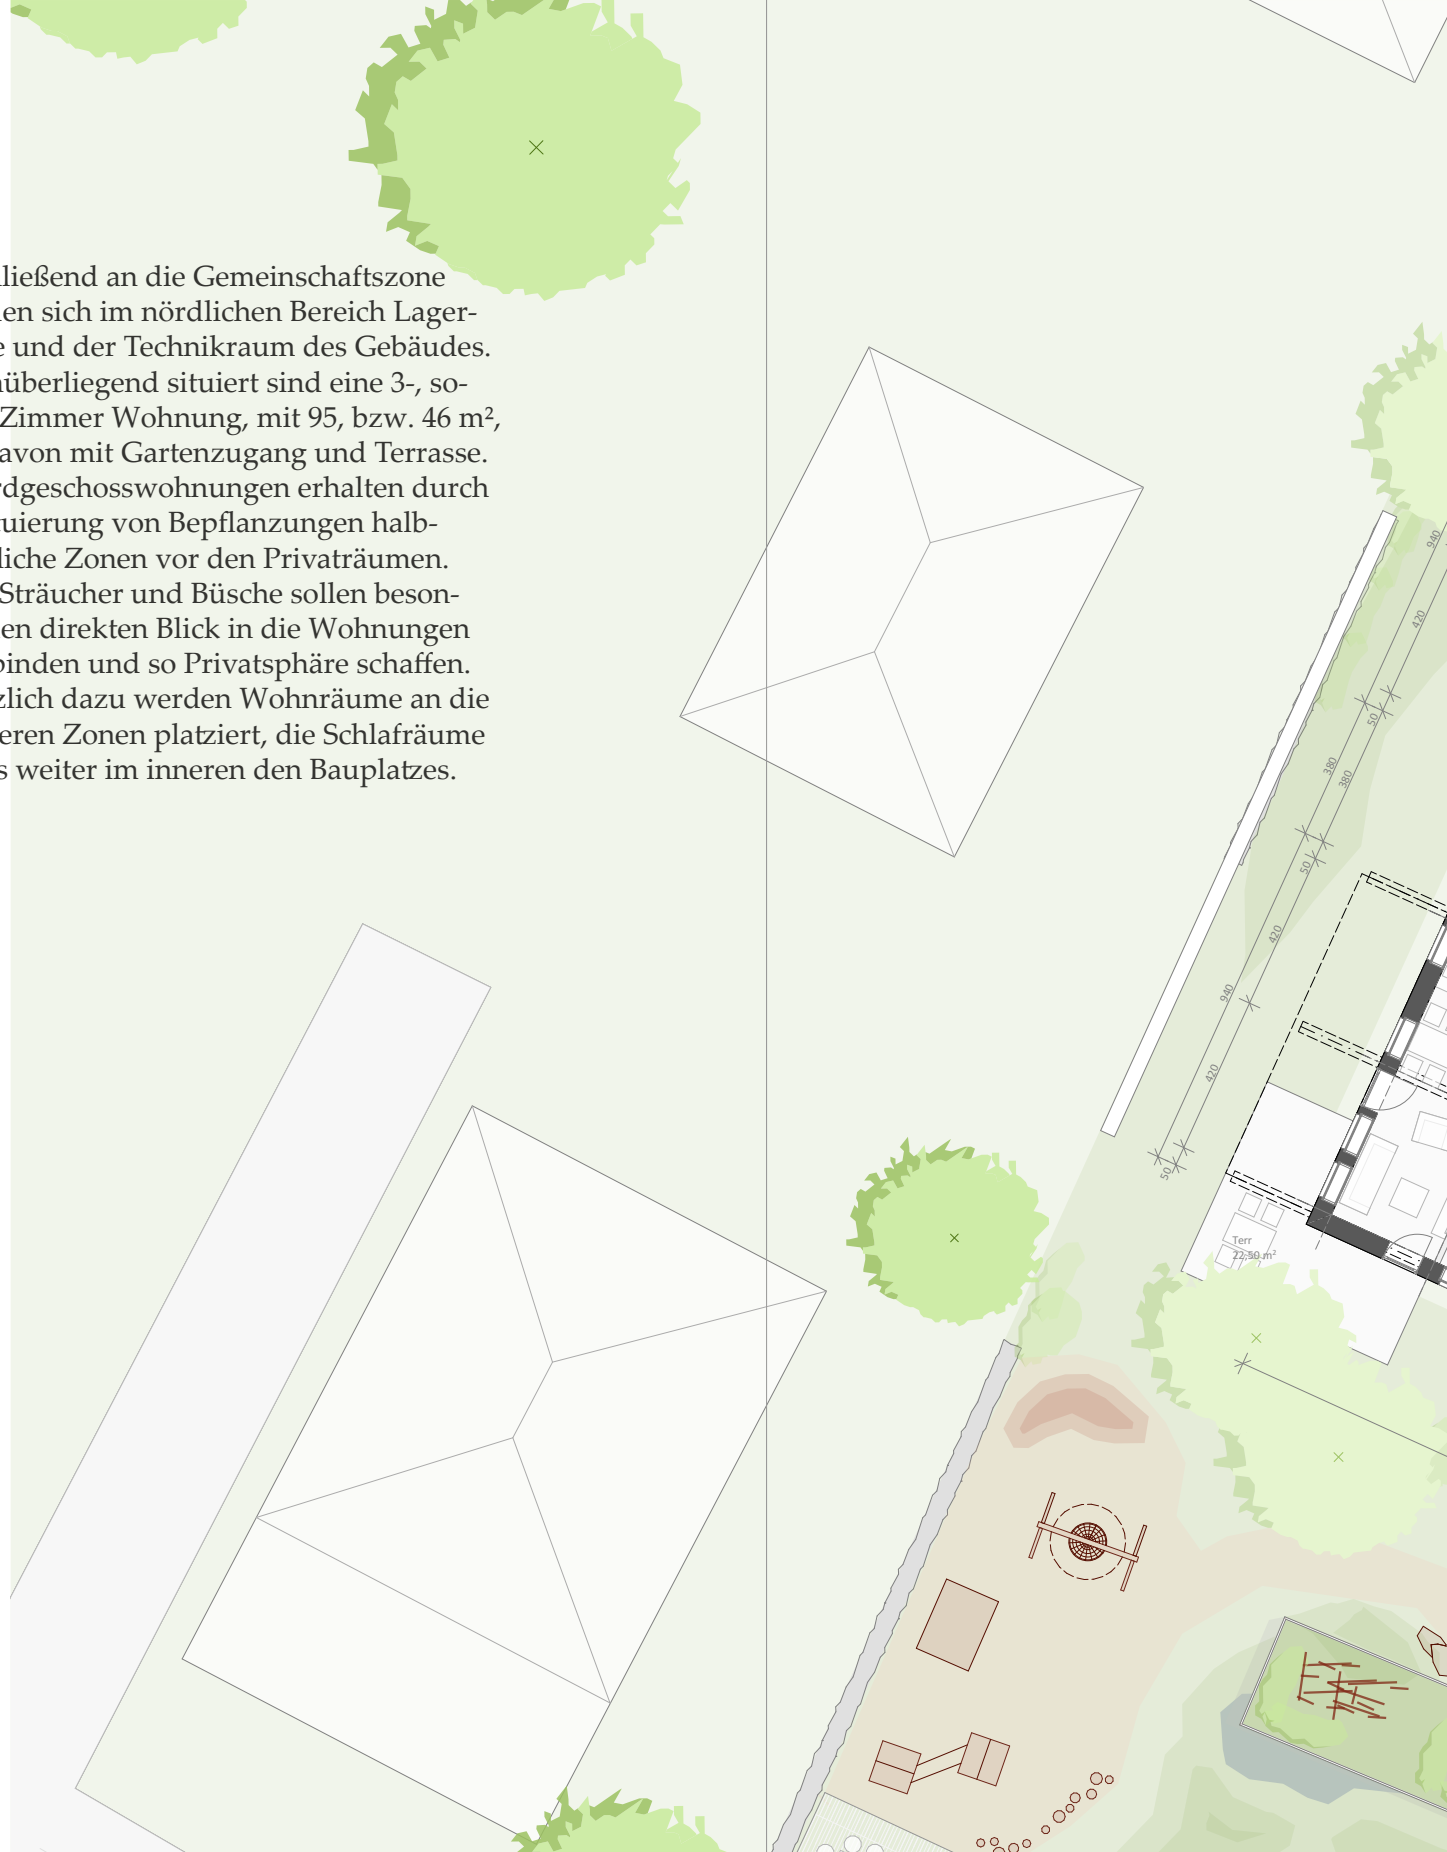 ließend an die Gemeinschaftszone
en sich im nördlichen Bereich Lager-
e und der Technikraum des Gebäudes.
überliegend situiert sind eine 3-, so-
Zimmer Wohnung, mit 95, bzw. 46 m²,
avon mit Gartenzugang und Terrasse.
rdgeschosswohnungen erhalten durch
uierung von Bepflanzungen halb-
liche Zonen vor den Privaträumen.
Sträucher und Büsche sollen beson-
en direkten Blick in die Wohnungen
binden und so Privatsphäre schaffen.
zlich dazu werden Wohnräume an die
eren Zonen platziert, die Schlafräume
s weiter im inneren den Bauplatzes.
940
420
50
380
380
50
420
940
420
50
Terr
22,50 m²